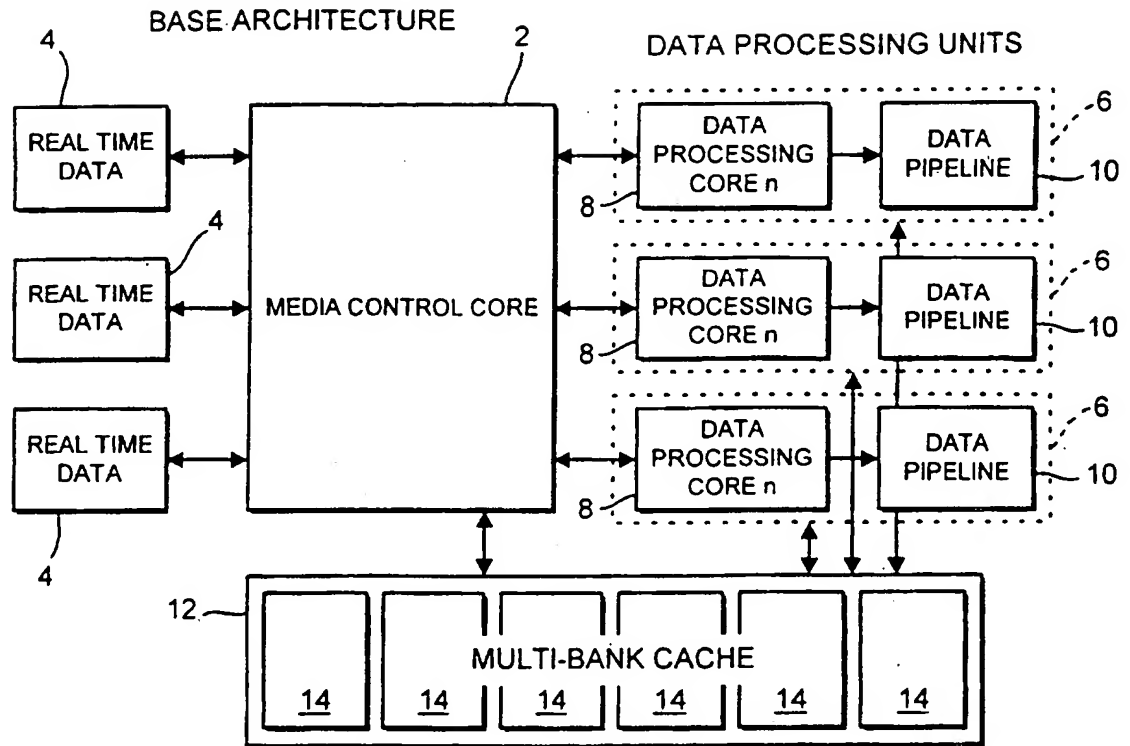 BASE ARCHITECTURE
DATA PROCESSING UNITS
4
2
6
REAL TIME
DATA
DATA
PROCESSING
CORE n
8
DATA
PIPELINE
10
4
REAL TIME
DATA
MEDIA CONTROL CORE
DATA
PROCESSING
CORE n
8
DATA
PIPELINE
6
10
REAL TIME
DATA
4
DATA
PROCESSING
CORE n
8
DATA
PIPELINE
6
10
12
MULTI-BANK CACHE
14 14 14 14 14 14